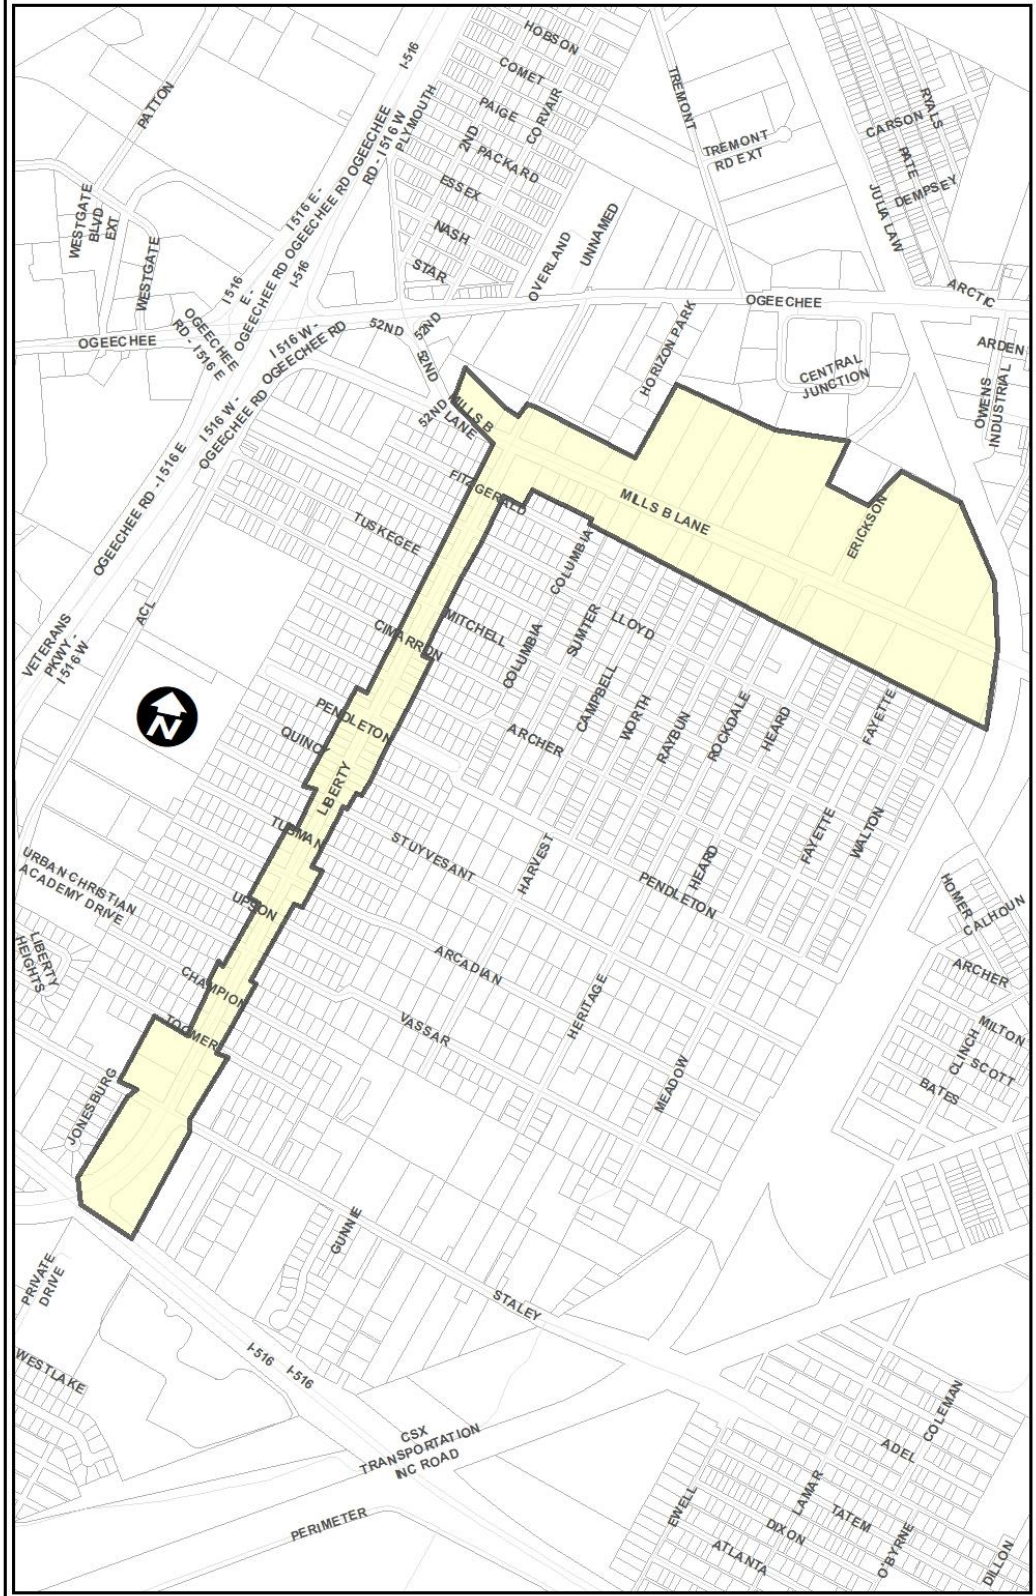 HOBSON
I-516
COMET
TREMONT
PATTON
PLYMOUTH
PAIGE
CORVAIR
RYALS
CARSON
OGEECHEE
RD - I 516 W
2ND
TREMONT
RD EXT
PACKARD
PATE
ESSEX
DEMPSEY
JULIA LAW
WESTGATE
BLVD
EXT
I 516 E -
OGEECHEE RD
UNNAMED
NASH
OVERLAND
WESTGATE
STAR
I-516
I 516
E -
OGEECHEE RD
ARCTIC
OGEECHEE
OGEECHEE
RD - I 516 E
52ND
52ND
I 516 W -
OGEECHEE RD
OGEECHEE
HORIZON PARK
ARDEN
52ND
CENTRAL
JUNCTION
OWENS
INDUSTRIAL
52ND
MILLS B
LANE
I 516 W -
OGEECHEE RD
OGEECHEE RD - I 516 E
FITZGERALD
MILLS B LANE
ERICKSON
TUSKEGEE
COLUMBIA
ACL
MITCHELL
SUMTER
LLOYD
CIMARRON
VETERANS
PKWY -
I 516 W
COLUMBIA
N
PENDLETON
CAMPBELL
WORTH
RAYBUN
ROCKDALE
HEARD
FAYETTE
QUINCY
ARCHER
LIBERTY
TUBMAN
STUYVESANT
FAYETTE
WALTON
HARVEST
HEARD
URBAN CHRISTIAN
ACADEMY DRIVE
PENDLETON
UPSON
HOMER
CALHOUN
LIBERTY
HEIGHTS
ARCADIAN
ARCHER
CHAMPION
HERITAGE
TOOMER
VASSAR
MILTON
CLINCH
SCOTT
MEADOW
BATES
JONESBURG
GUNNIE
PRIVATE
DRIVE
STALEY
I-516
I-516
WESTLAKE
COLEMAN
CSX
TRANSPORTATION
INC ROAD
ADEL
EWELL
LAMAR
PERIMETER
TATEM
DIXON
O'BYRNE
ATLANTA
DILLON